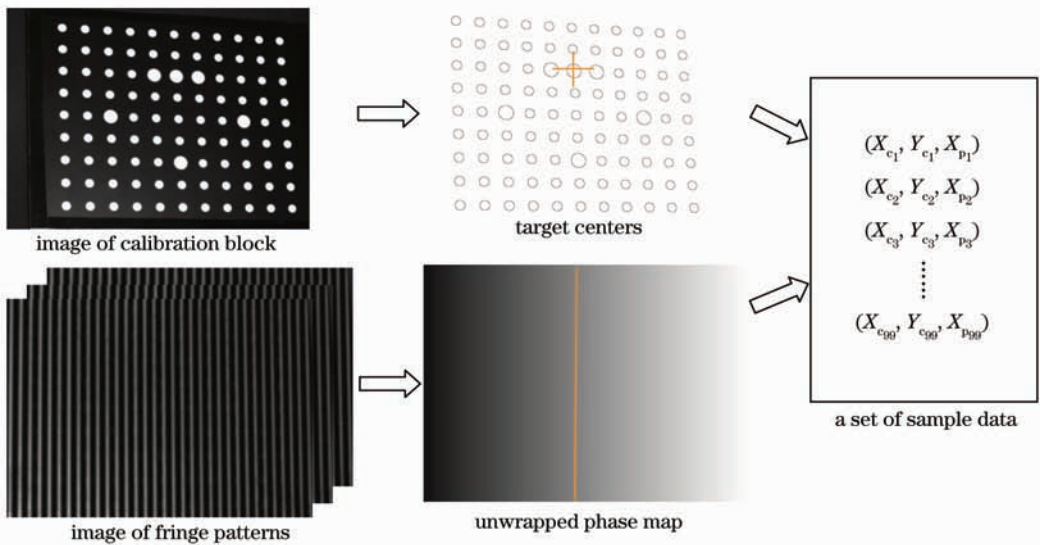 image of calibration block
target centers
(X_c1, Y_c1, X_p1)
(X_c2, Y_c2, X_p2)
(X_c3, Y_c3, X_p3)
(X_c99, Y_c99, X_p99)
a set of sample data
image of fringe patterns
unwrapped phase map